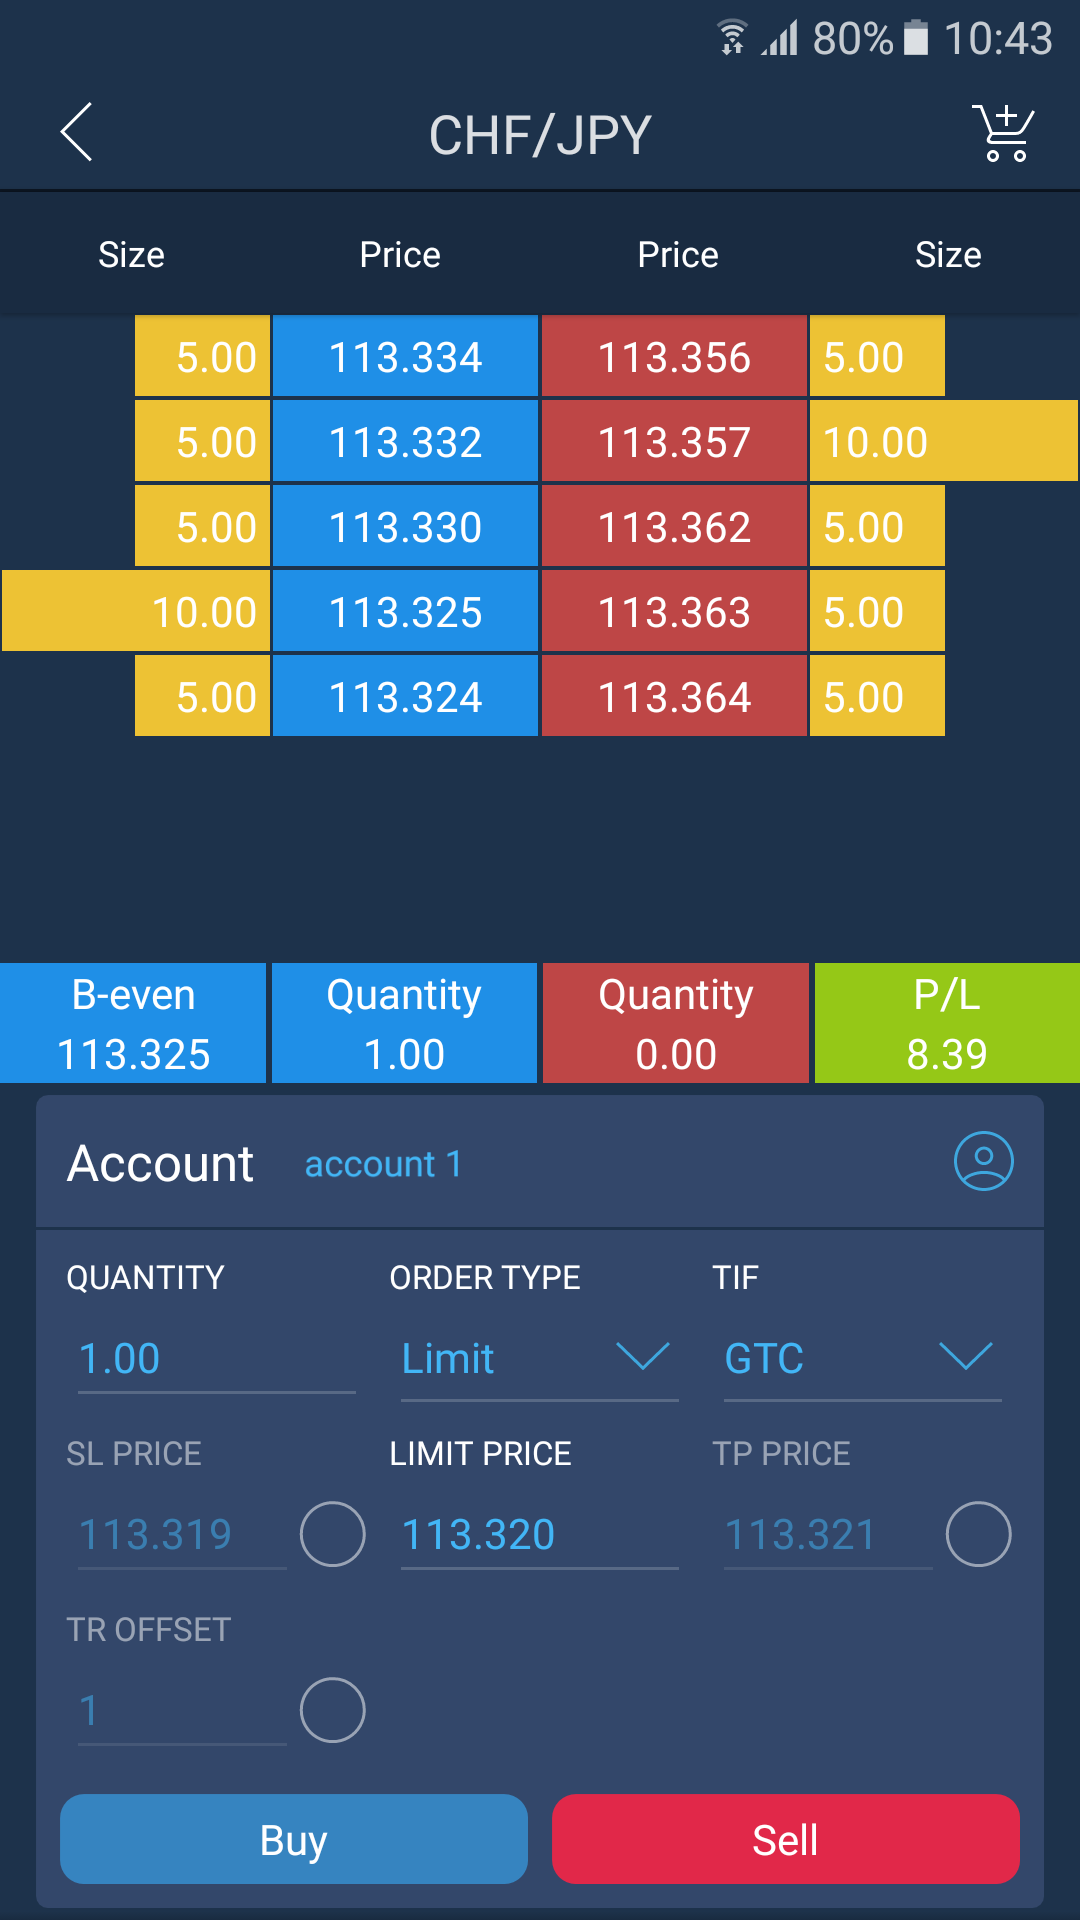 80% 10:43
CHF/JPY
Size Price Price Size
5.00 113.334 113.356 5.00
5.00 113.332 113.357 10.00
5.00 113.330 113.362 5.00
10.00 113.325 113.363 5.00
5.00 113.324 113.364 5.00
B-even Quantity Quantity P/L
113.325 1.00 0.00 8.39
Account account 1
QUANTITY ORDER TYPE TIF
1.00 Limit GTC
SL PRICE LIMIT PRICE TP PRICE
113.319 113.320 113.321
TR OFFSET
1
Buy Sell